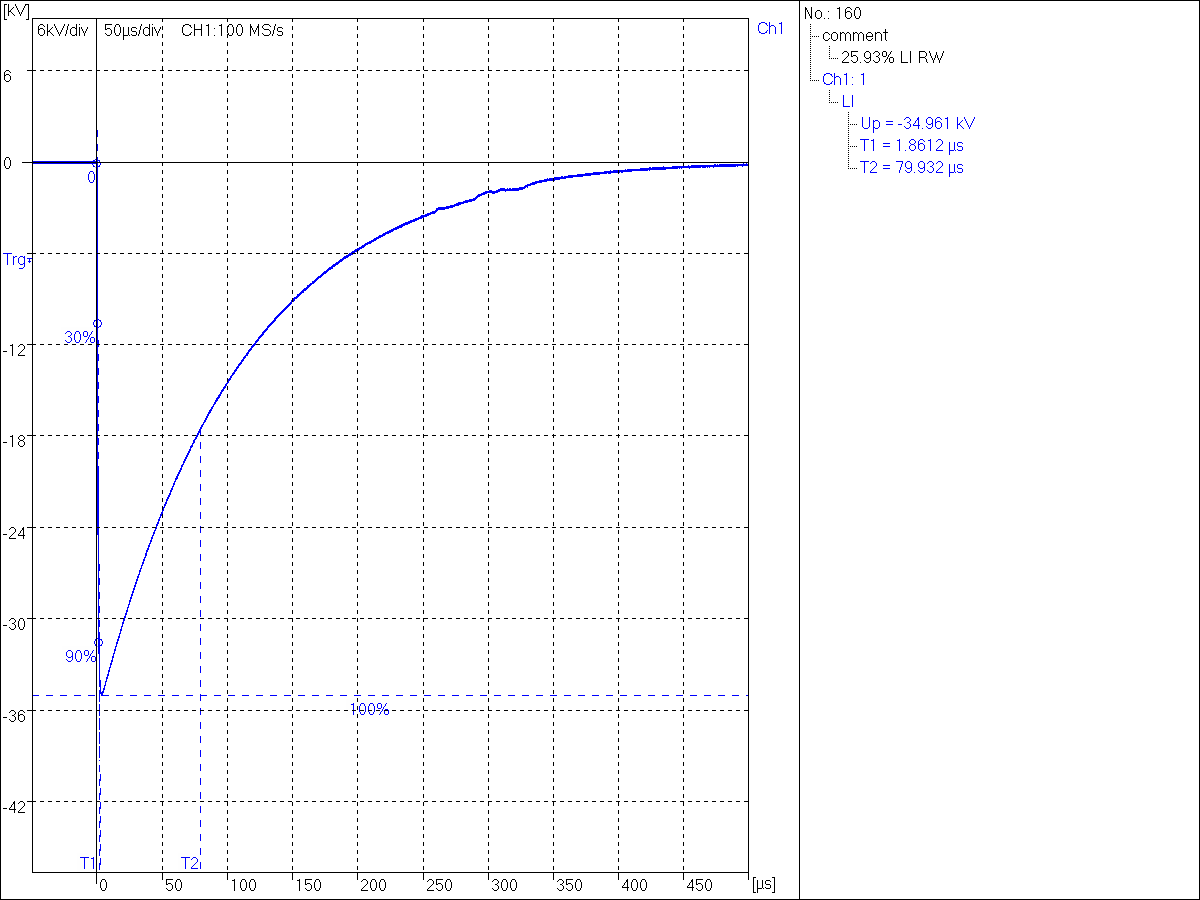 [kV]
6kV/div 50µs/div CH1:100 MS/s
Ch1
6
0
0
Trg
30%
-12
-18
-24
-30
90%
100%
-36
-42
T1 T2
0 50 100 150 200 250 300 350 400 450 [µs]
No.: 160
comment
25.93% LI RW
Ch1: 1
LI
Up = -34.961 kV
T1 = 1.8612 µs
T2 = 79.932 µs